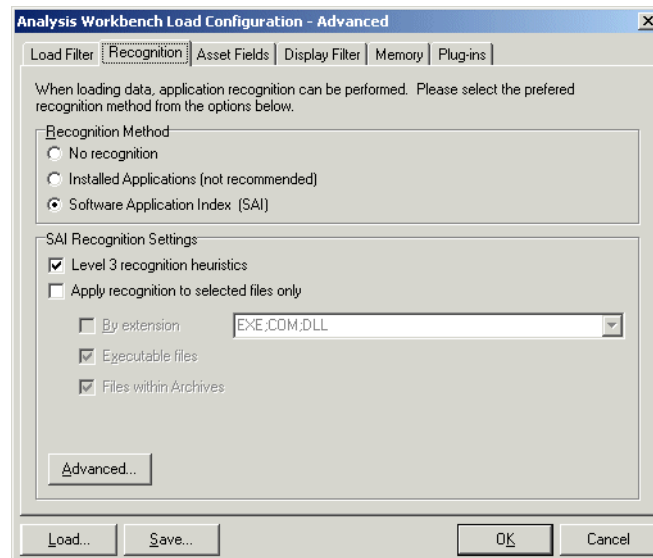 Analysis Workbench Load Configuration - Advanced
Load Filter Recognition Asset Fields Display Filter Memory Plug-ins
When loading data, application recognition can be performed. Please select the prefered
recognition method from the options below.
Recognition Method
No recognition
Installed Applications (not recommended)
Software Application Index (SAI)
SAI Recognition Settings
Level 3 recognition heuristics
Apply recognition to selected files only
By extension EXE;COM;DLL
Executable files
Files within Archives
Advanced...
Load... Save... OK Cancel